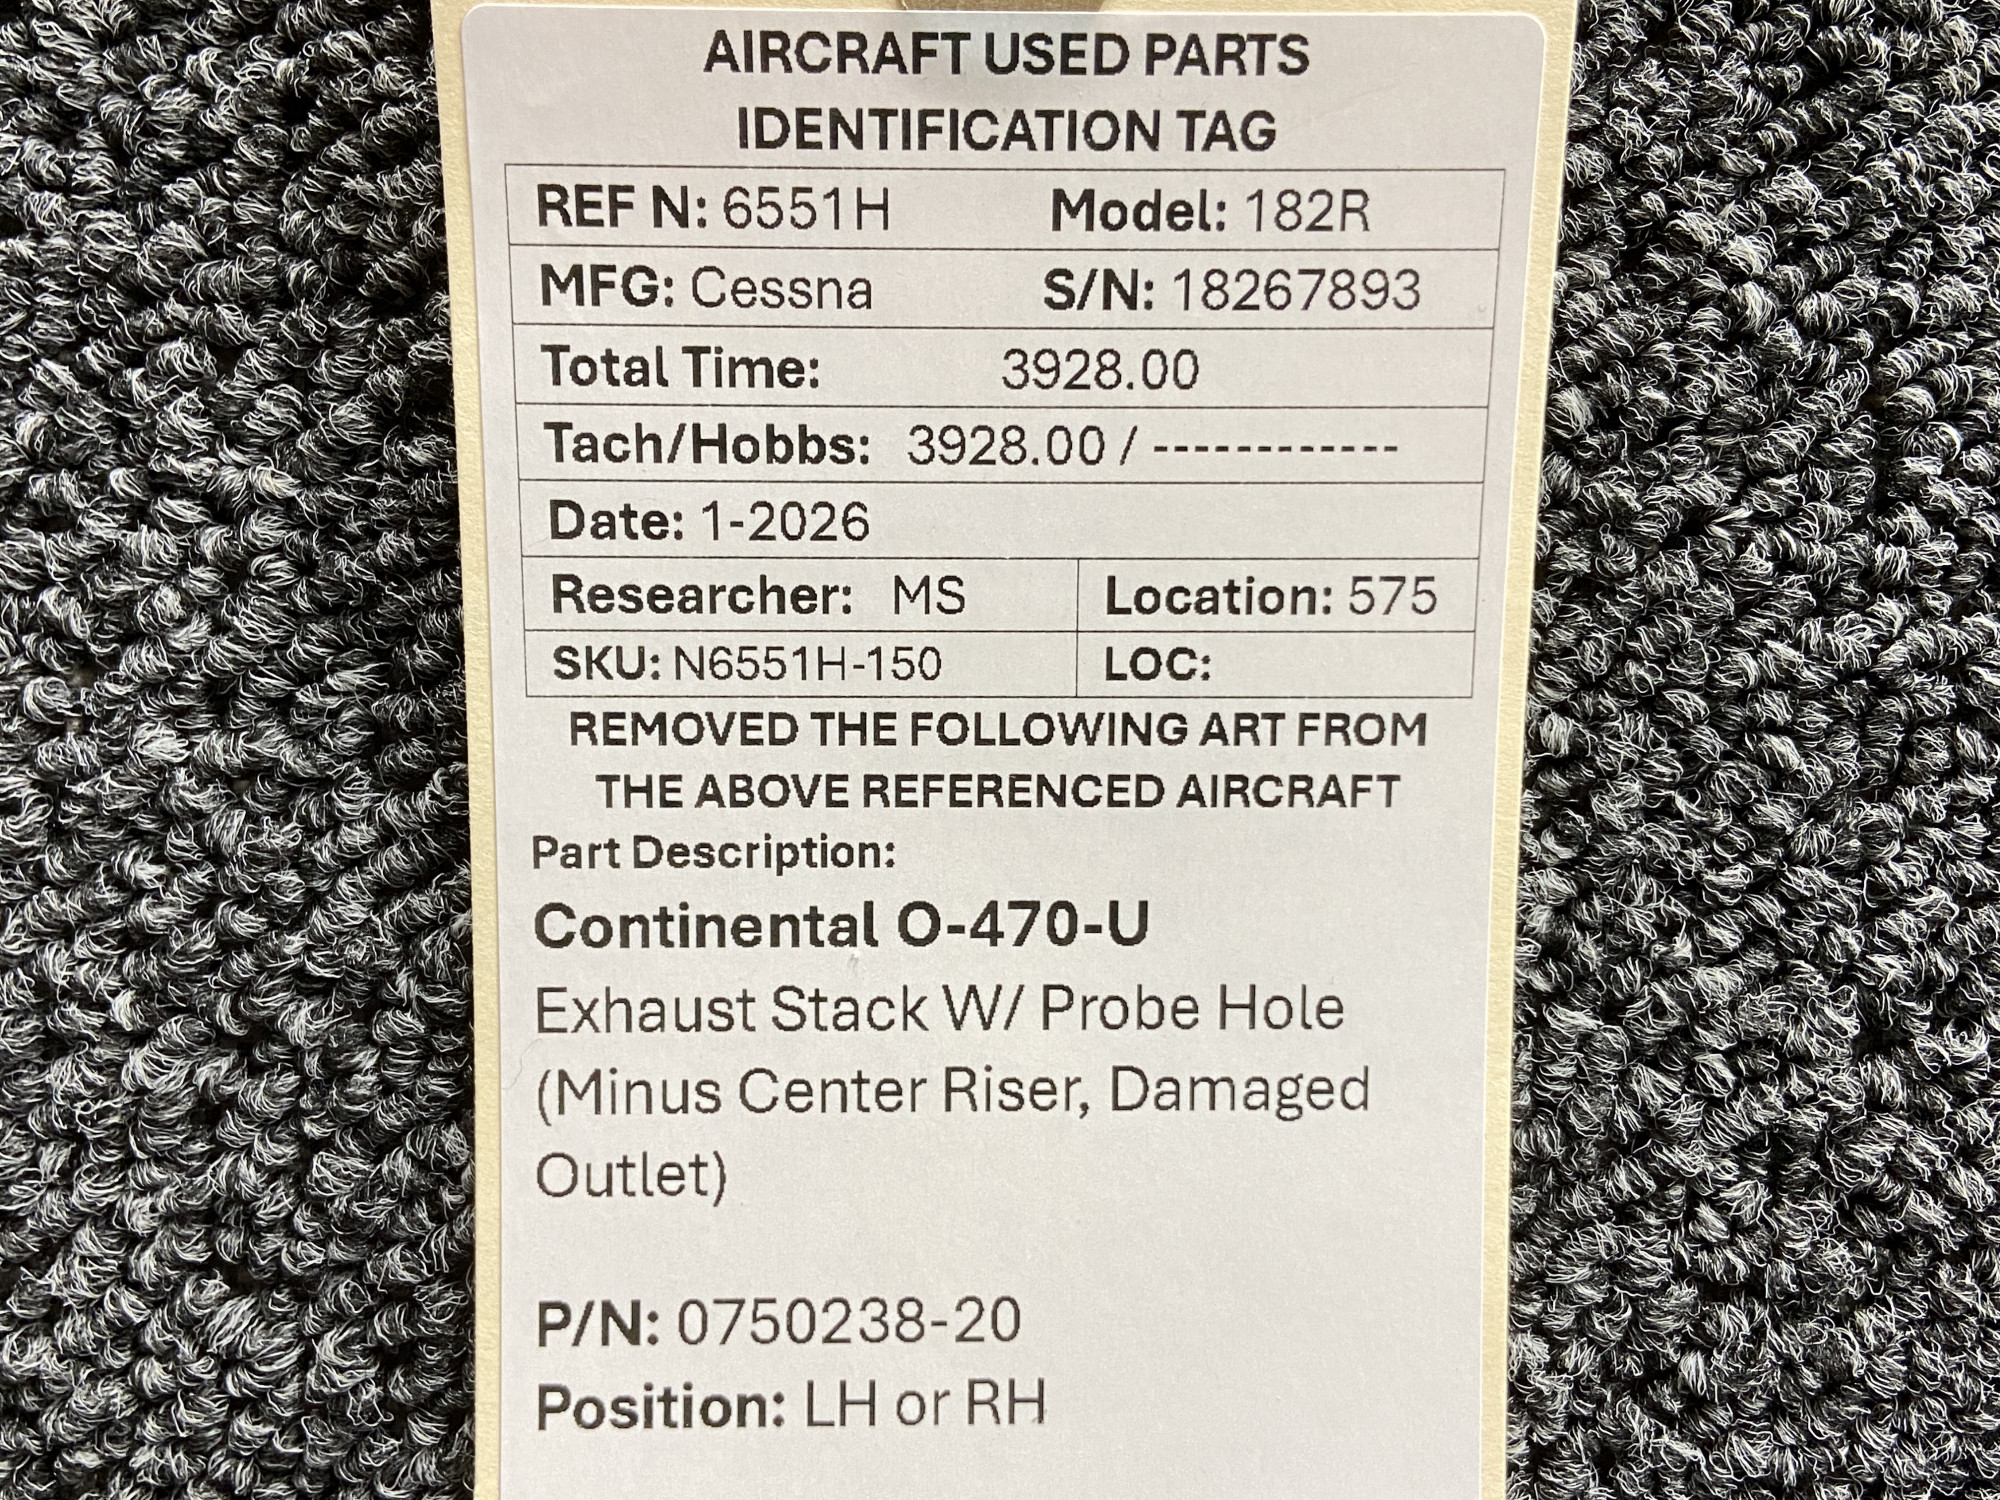 AIRCRAFT USED PARTS
IDENTIFICATION TAG
REF N: 6551H Model: 182R
MFG: Cessna S/N: 18267893
Total Time: 3928.00
Tach/Hobbs: 3928.00 / ------------
Date: 1-2026
Researcher: MS Location: 575
SKU: N6551H-150 LOC:
REMOVED THE FOLLOWING ART FROM
THE ABOVE REFERENCED AIRCRAFT
Part Description:
Continental O-470-U
Exhaust Stack W/ Probe Hole
(Minus Center Riser, Damaged
Outlet)
P/N: 0750238-20
Position: LH or RH